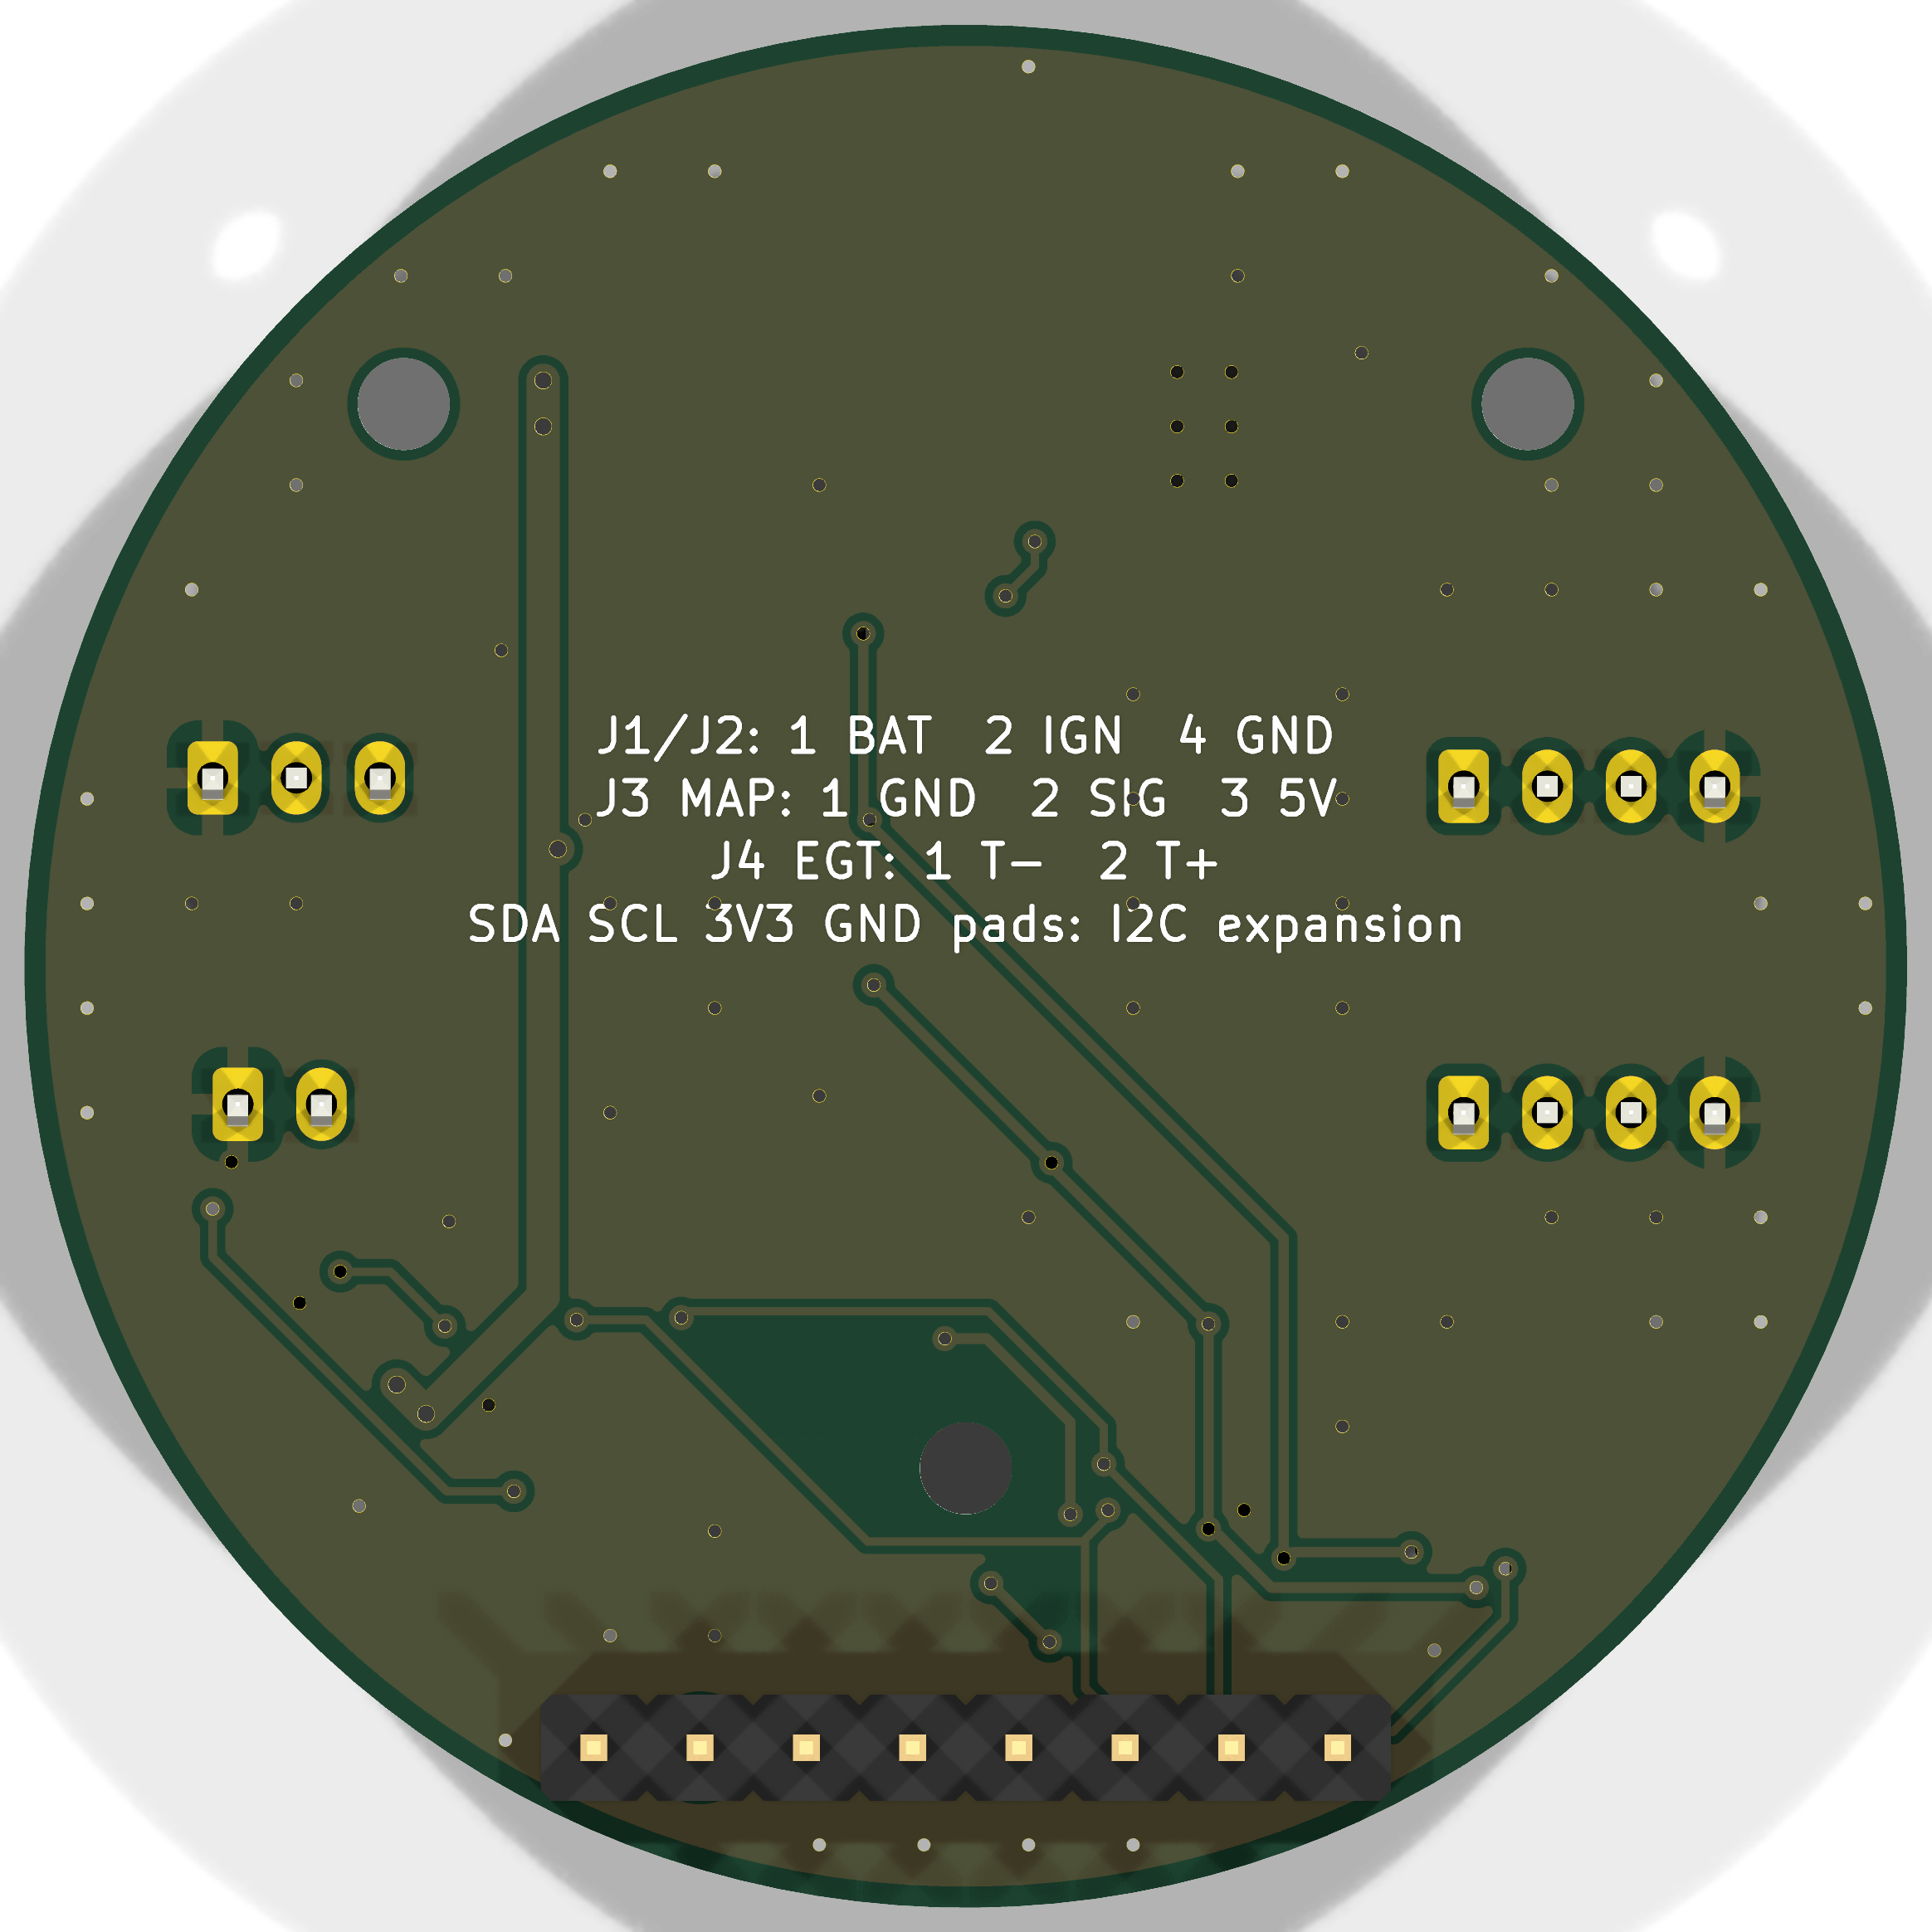 J1/J2: 1 BAT  2 IGN  4 GND
J3 MAP: 1 GND  2 SIG  3 5V
J4 EGT: 1 T-  2 T+
SDA SCL 3V3 GND pads: I2C expansion